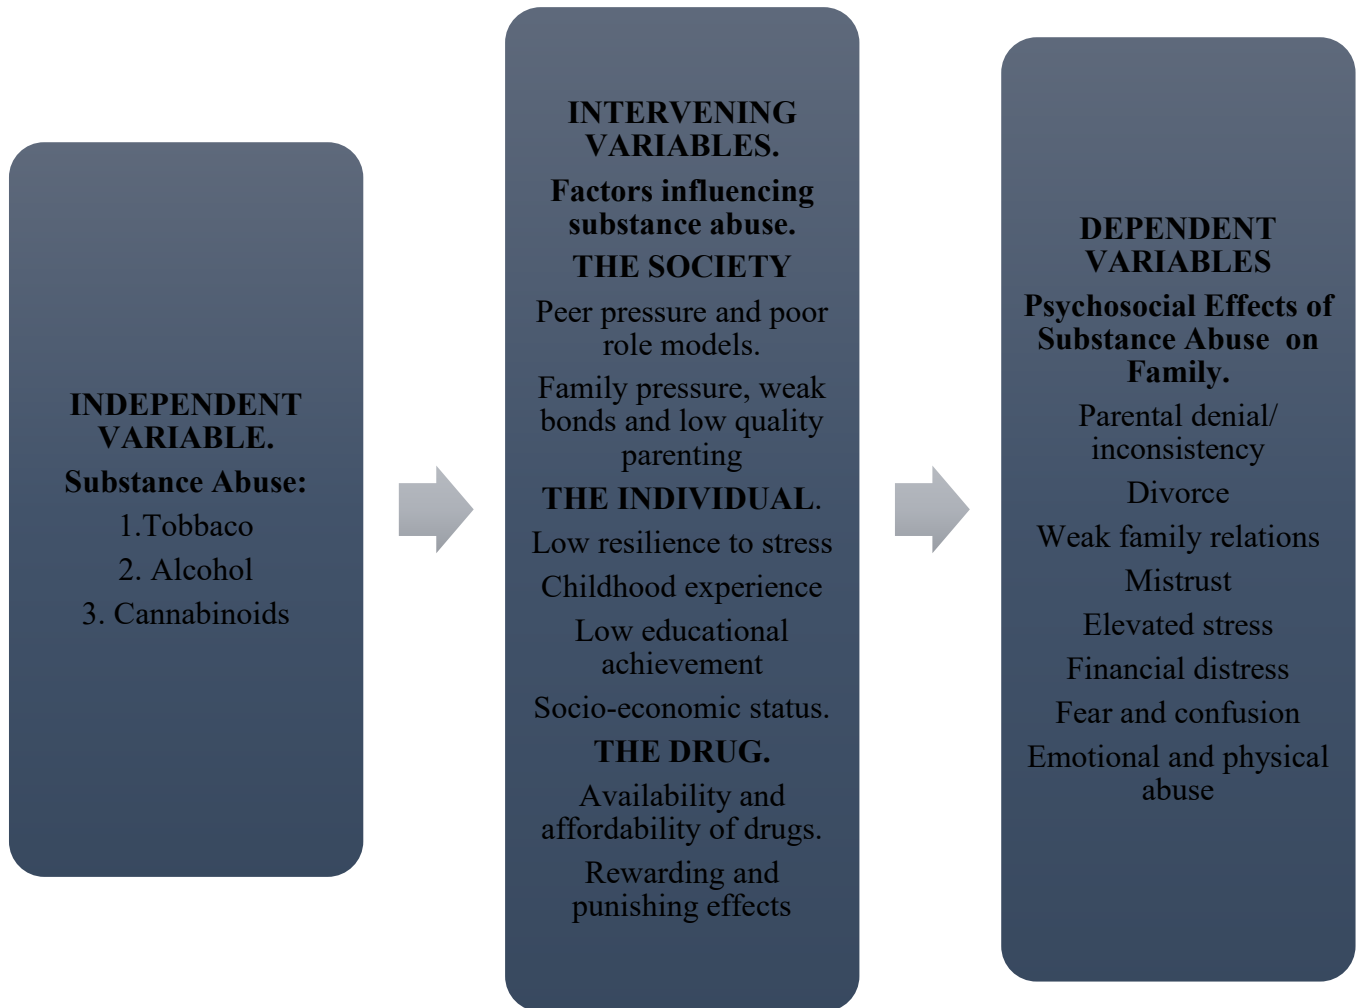 INDEPENDENT
VARIABLE.
Substance Abuse:
1.Tobbaco
2. Alcohol
3. Cannabinoids
INTERVENING
VARIABLES.
Factors influencing
substance abuse.
THE SOCIETY
Peer pressure and poor
role models.
Family pressure, weak
bonds and low quality
parenting
THE INDIVIDUAL.
Low resilience to stress
Childhood experience
Low educational
achievement
Socio-economic status.
THE DRUG.
Availability and
affordability of drugs.
Rewarding and
punishing effects
DEPENDENT
VARIABLES
Psychosocial Effects of
Substance Abuse on
Family.
Parental denial/
inconsistency
Divorce
Weak family relations
Mistrust
Elevated stress
Financial distress
Fear and confusion
Emotional and physical
abuse